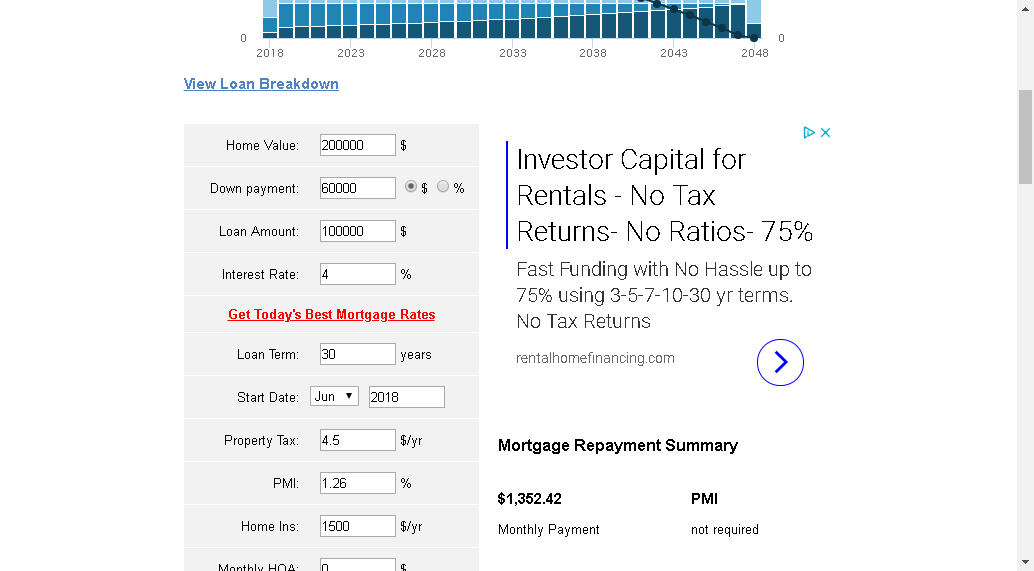 0
0
2018 2023 2028 2033 2038 2043 2048
View Loan Breakdown
Home Value: 200000 $
Down payment: 60000 $ %
Loan Amount: 100000 $
Interest Rate: 4 %
Get Today's Best Mortgage Rates
Loan Term: 30 years
Start Date: Jun 2018
Property Tax: 4.5 $/yr
PMI: 1.26 %
Home Ins: 1500 $/yr
Monthly HOA: 0 $
Investor Capital for
Rentals - No Tax
Returns- No Ratios- 75%
Fast Funding with No Hassle up to
75% using 3-5-7-10-30 yr terms.
No Tax Returns
rentalhomefinancing.com
Mortgage Repayment Summary
$1,352.42 PMI
Monthly Payment not required